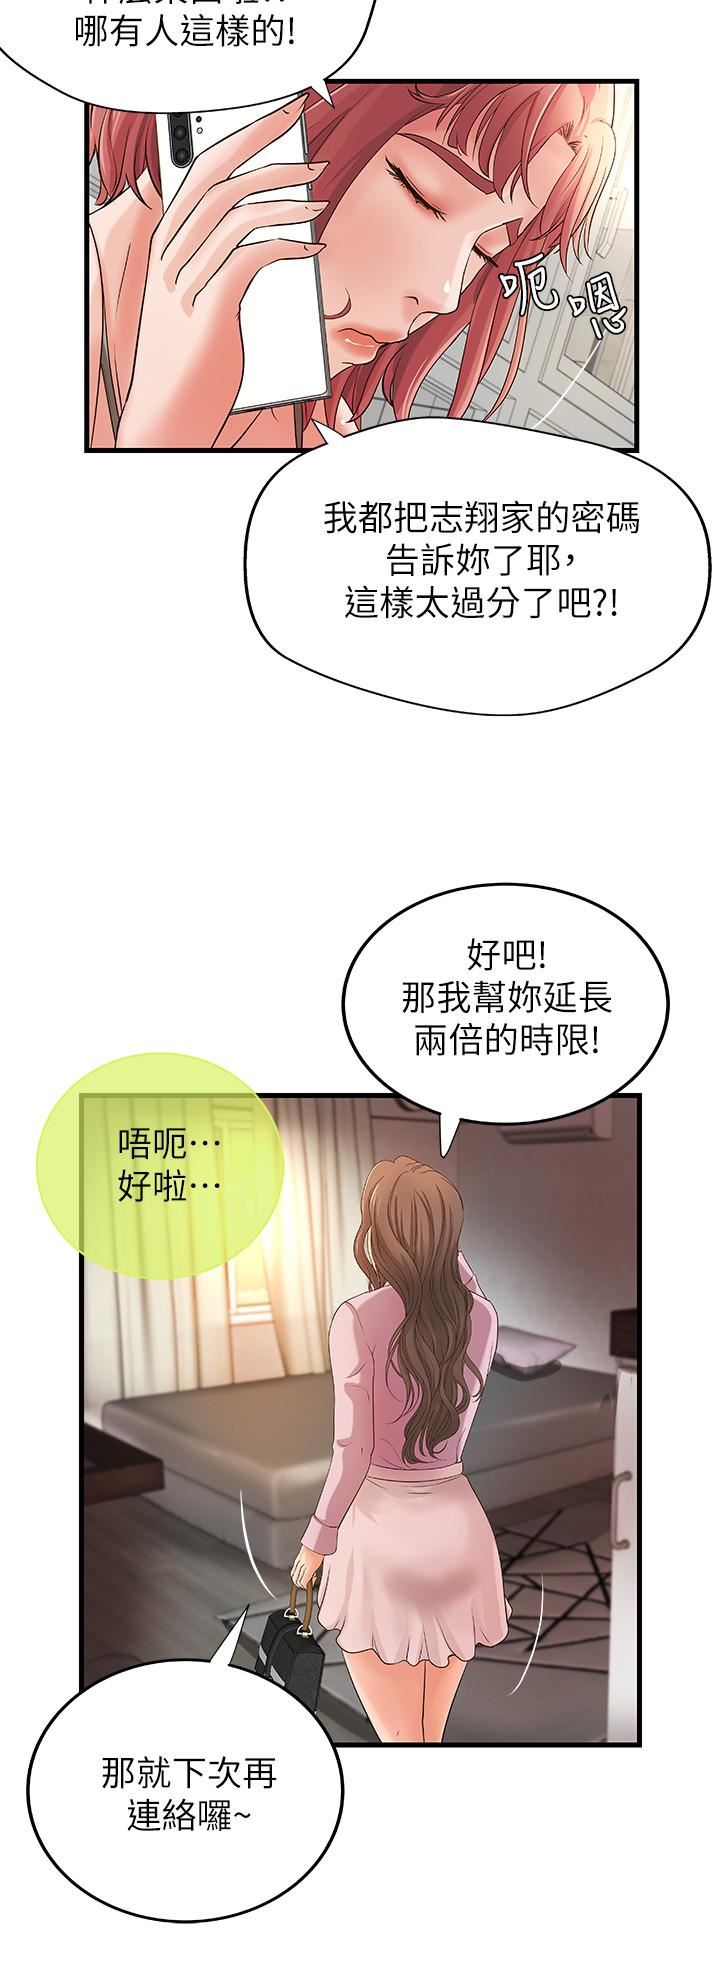 哪有人這樣的!
呃嗯
我都把志翔家的密碼
告訴妳了耶,
這樣太過分了吧?!
好吧!
那我幫妳延長
兩倍的時限!
唔呃…
好啦…
那就下次再
連絡囉~